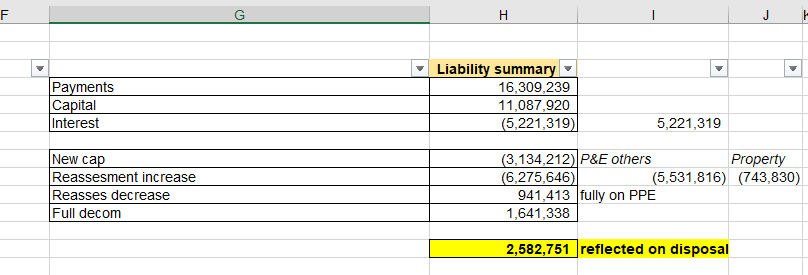 F G H I J
Liability summary
Payments 16,309,239
Capital 11,087,920
Interest (5,221,319) 5,221,319
New cap (3,134,212) P&E others Property
Reassesment increase (6,275,646) (5,531,816) (743,830)
Reasses decrease 941,413 fully on PPE
Full decom 1,641,338
2,582,751 reflected on disposal